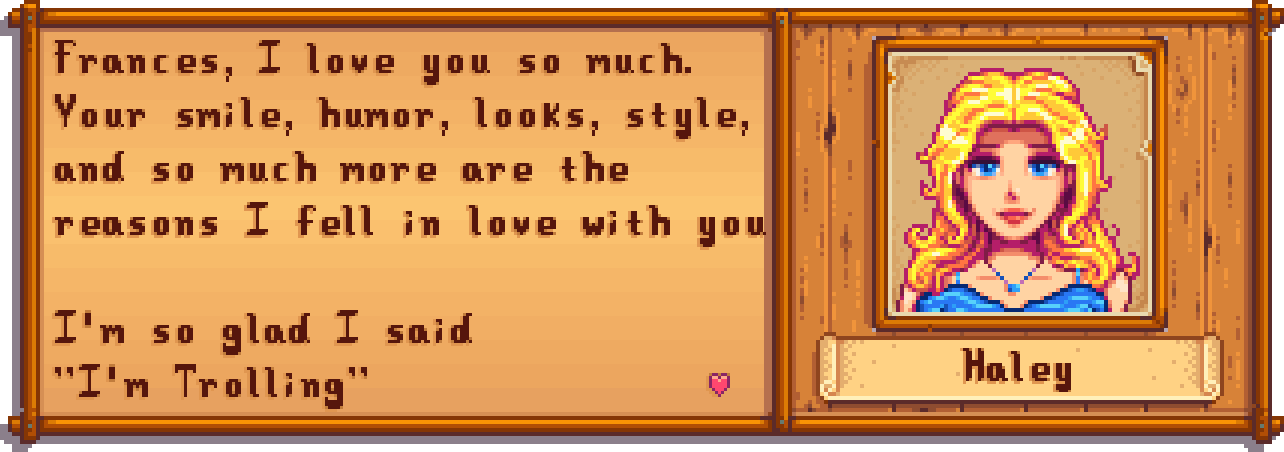 Frances, I love you so much.
Your smile, humor, looks, style,
and so much more are the
reasons I fell in love with you
I'm so glad I said
"I'm Trolling"
Haley